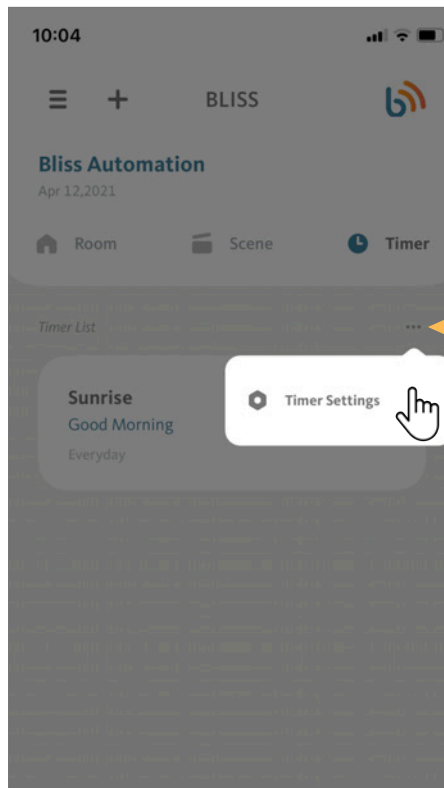 10:04
BLISS
Bliss Automation
Apr 12,2021
Room Scene Timer
Timer List
Sunrise
Good Morning
Everyday
Timer Settings